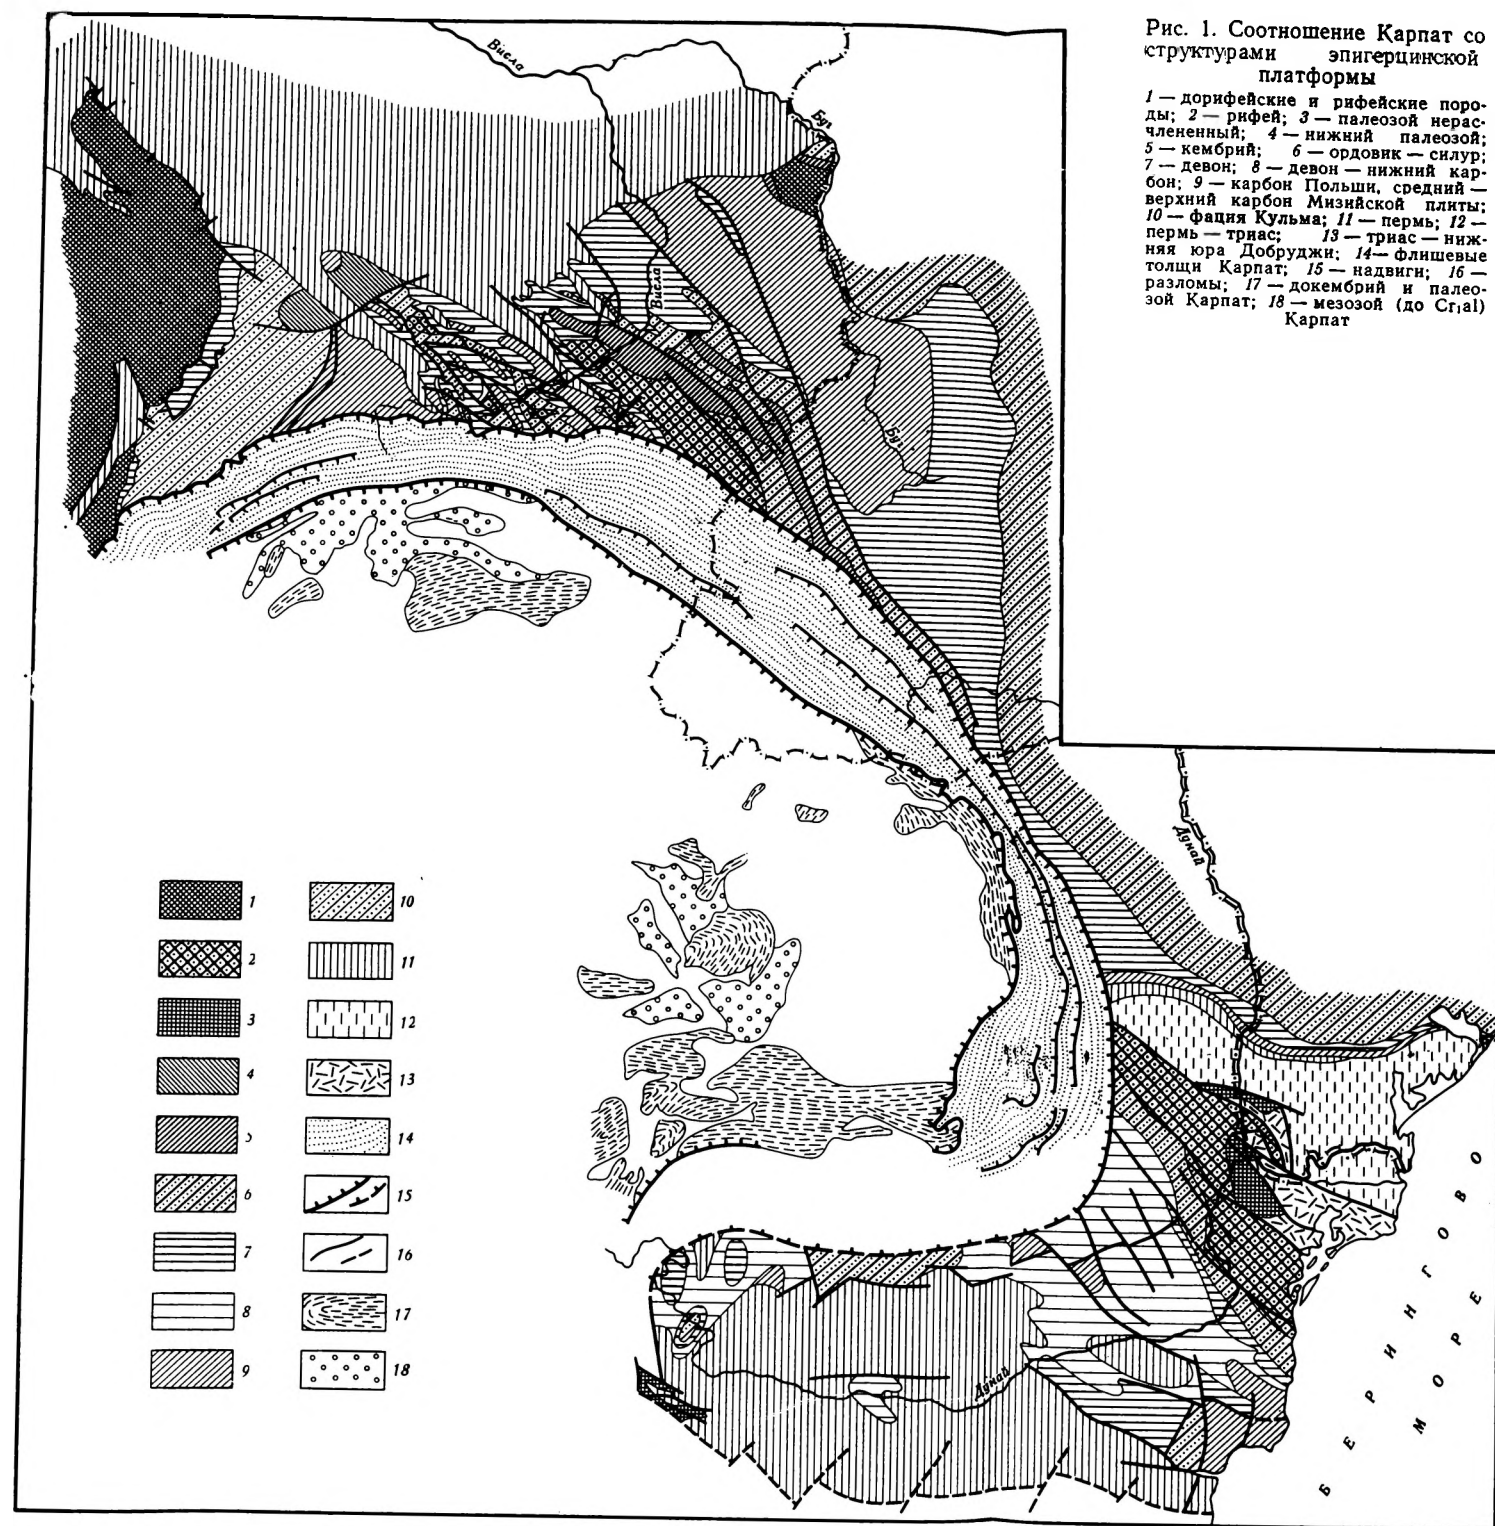 Рис. 1. Соотношение Карпат со
структурами эпигерцинской
платформы
1 — дорифейские и рифейские поро-
ды; 2 — рифей; 3 — палеозой нерас-
члененный; 4 — нижний палеозой;
5 — кембрий; 6 — ордовик — силур;
7 — девон; 8 — девон — нижний кар-
бон; 9 — карбон Польши, средний —
верхний карбон Мизийской плиты;
10 — фация Кульма; 11 — пермь; 12 —
пермь — триас; 13 — триас — ниж-
няя юра Добруджи; 14 — флишевые
толщи Карпат; 15 — надвиги; 16 —
разломы; 17 — докембрий и палео-
зой Карпат; 18 — мезозой (до Cr₁al)
Карпат
Висла
Буг
Висла
Буг
Дунай
Дунай
БЕРИНГОВО
МОРЕ
1
2
3
4
5
6
7
8
9
10
11
12
13
14
15
16
17
18